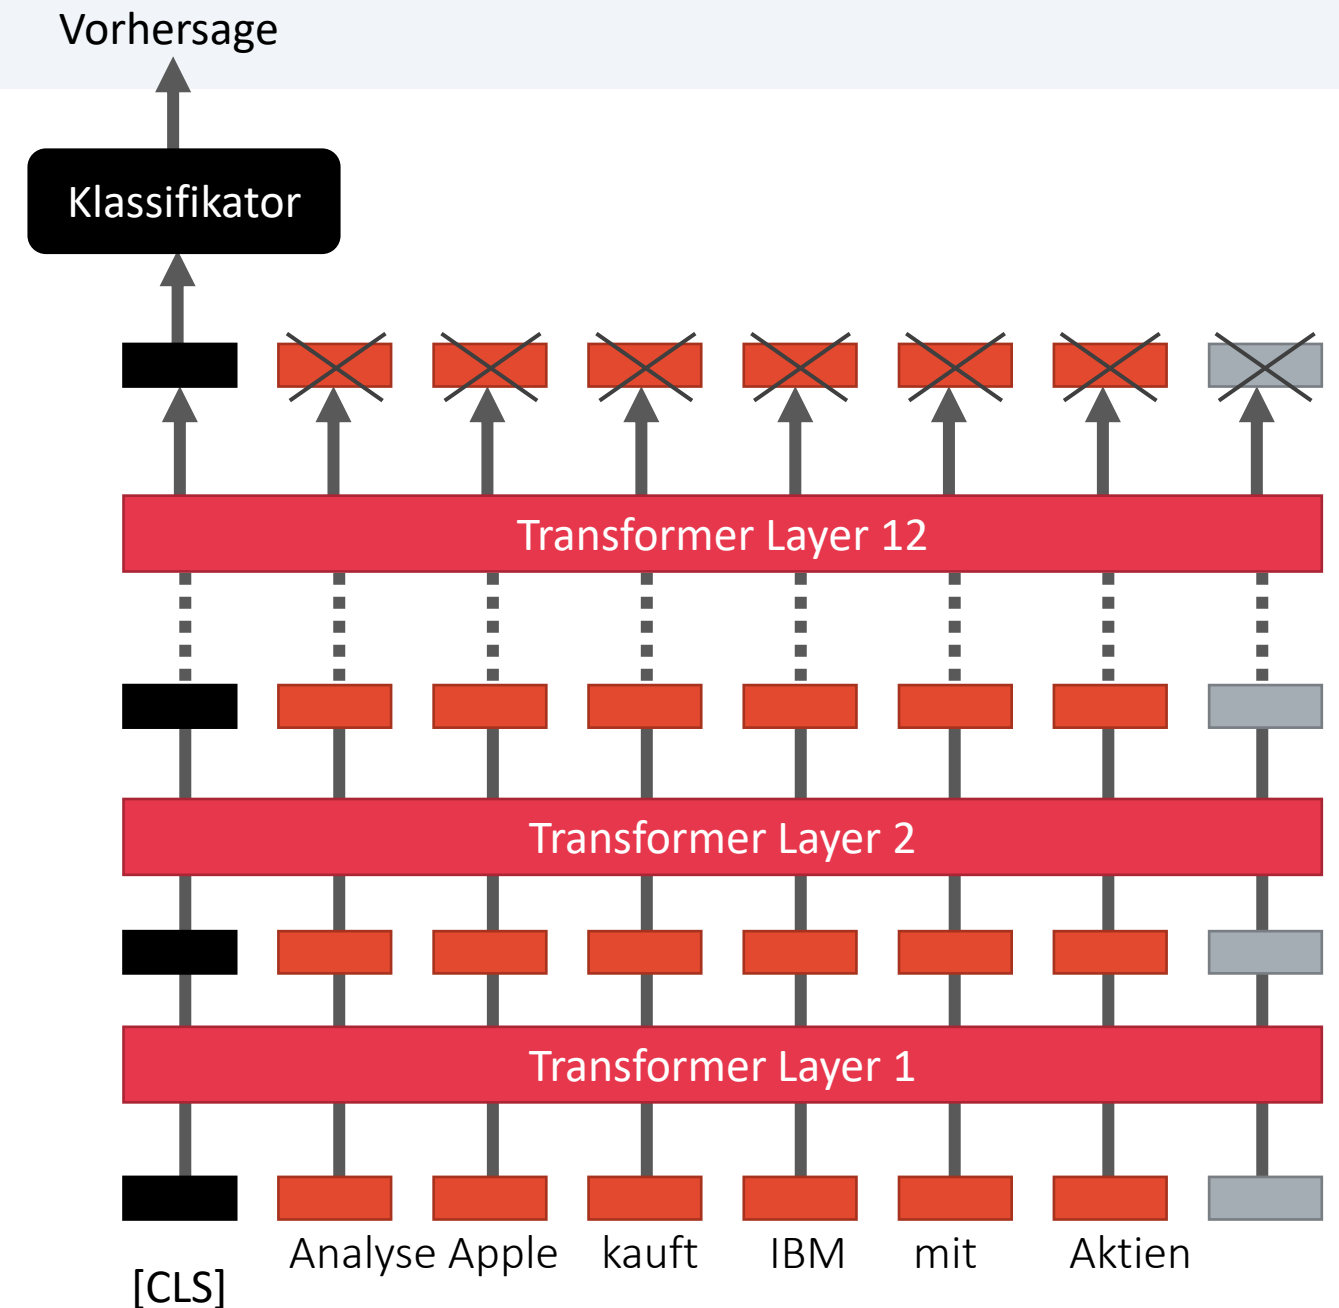 Vorhersage
Klassifikator
Transformer Layer 12
Transformer Layer 2
Transformer Layer 1
Analyse Apple kauft IBM mit Aktien
[CLS]